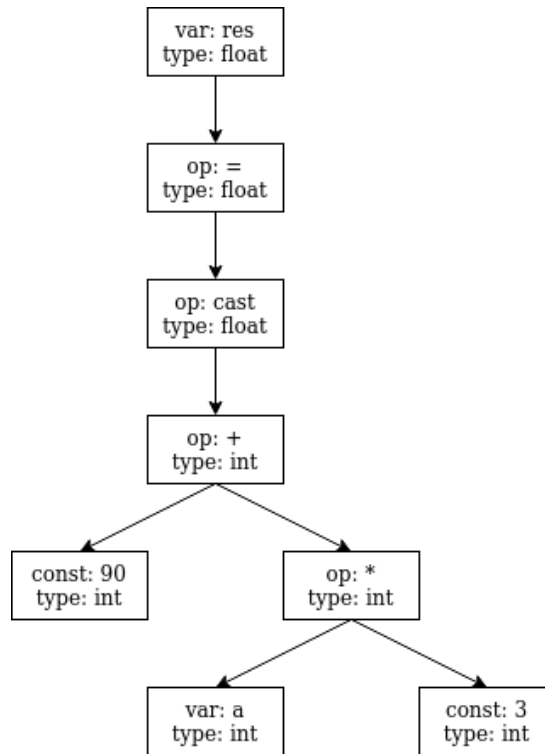 var: res
type: float
op: =
type: float
op: cast
type: float
op: +
type: int
const: 90
type: int
op: *
type: int
var: a
type: int
const: 3
type: int